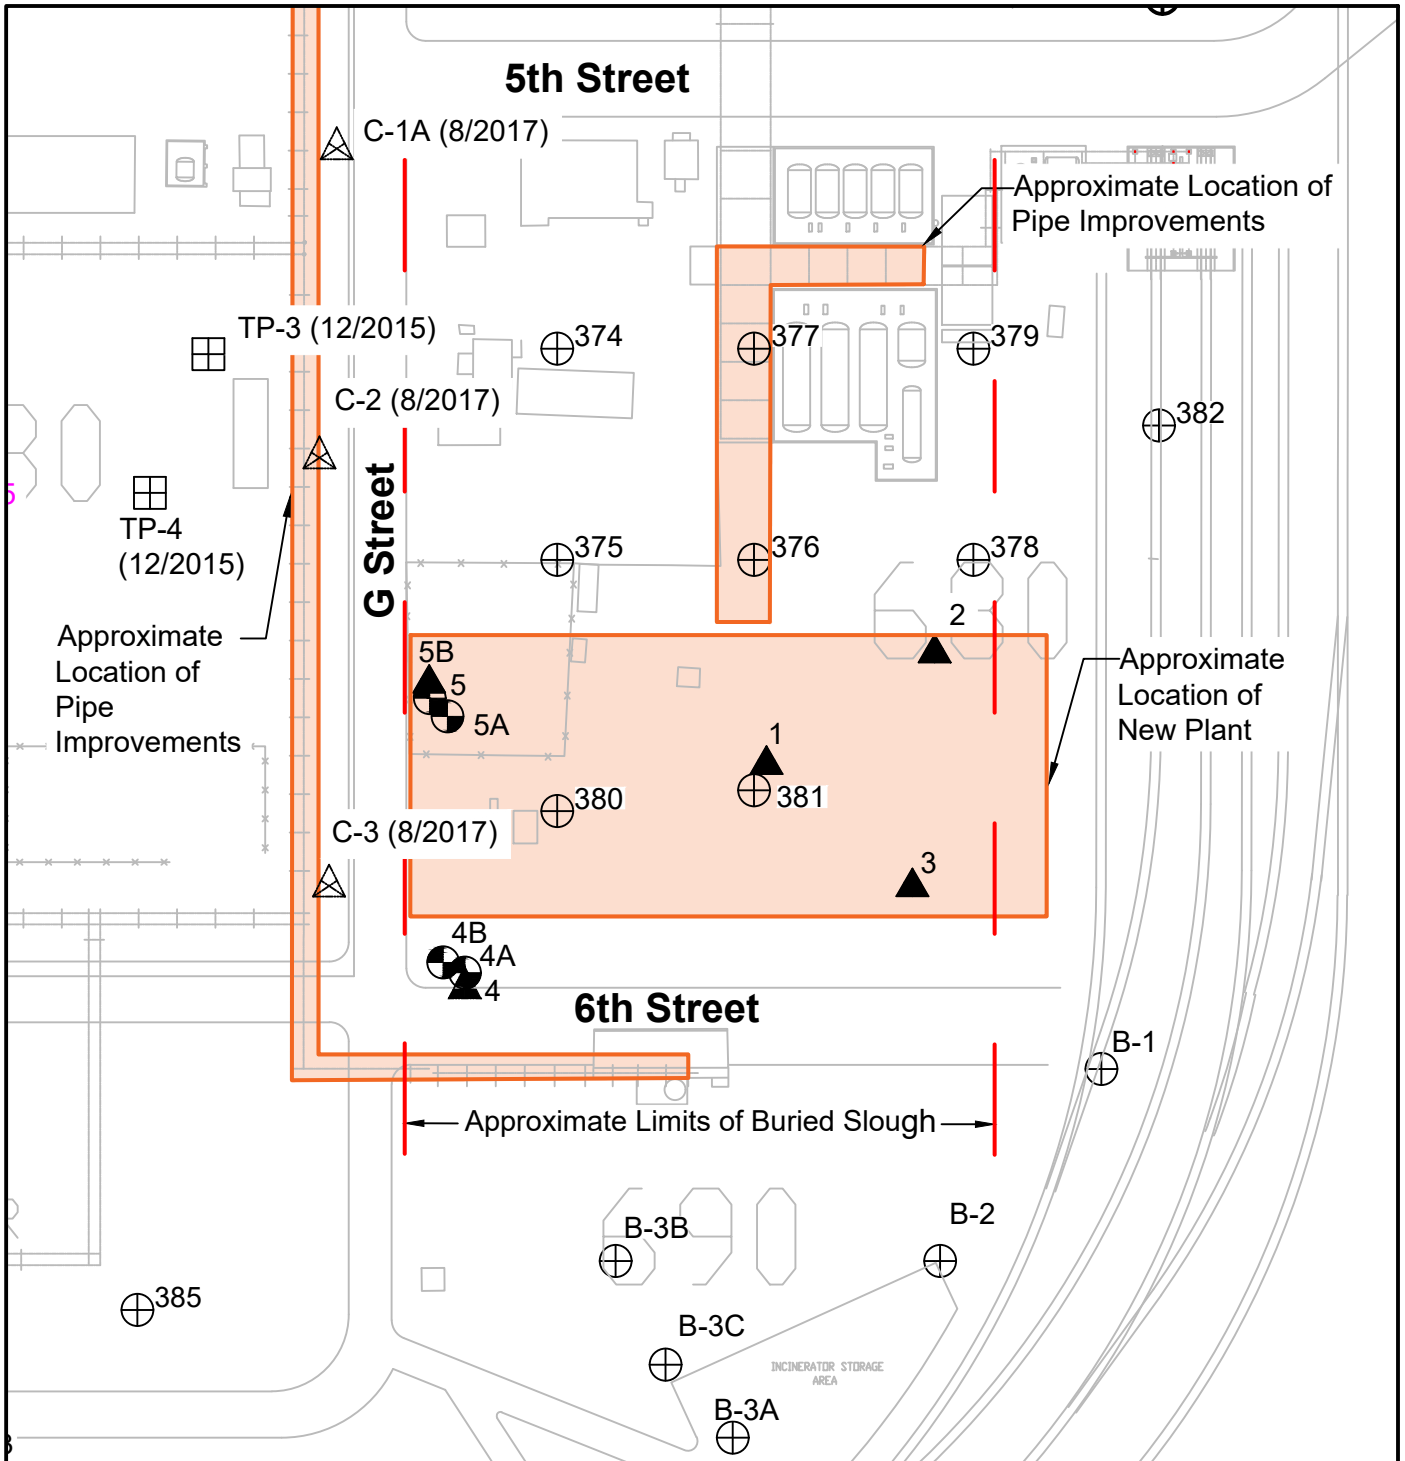 5th Street
C-1A (8/2017)
Approximate Location of
Pipe Improvements
TP-3 (12/2015)
374
377
379
C-2 (8/2017)
382
G Street
5
TP-4
(12/2015)
375
376
378
630
2
Approximate
Location of
Pipe
Improvements
5B
5
5A
Approximate
Location of
New Plant
1
381
380
C-3 (8/2017)
3
4B
4A
4
6th Street
B-1
Approximate Limits of Buried Slough
690
B-3B
B-2
385
B-3C
INCINERATOR STORAGE
AREA
B-3A